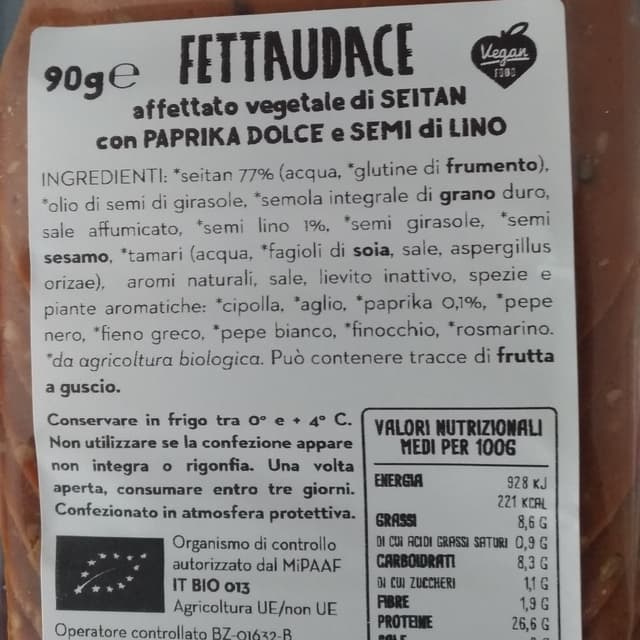 FETTAUDACE
90g℮
Vegan
FOOD
affettato vegetale di SEITAN
con PAPRIKA DOLCE e SEMI di LINO
INGREDIENTI: *seitan 77% (acqua, *glutine di frumento),
*olio di semi di girasole, *semola integrale di grano duro,
sale affumicato, *semi lino 1%, *semi girasole, *semi
sesamo, *tamari (acqua, *fagioli di soia, sale, aspergillus
orizae), aromi naturali, sale, lievito inattivo, spezie e
piante aromatiche: *cipolla, *aglio, *paprika 0,1%, *pepe
nero, *fieno greco, *pepe bianco, *finocchio, *rosmarino.
*da agricoltura biologica. Può contenere tracce di frutta
a guscio.
Conservare in frigo tra 0° e + 4° C.
Non utilizzare se la confezione appare
non integra o rigonfia. Una volta
aperta, consumare entro tre giorni.
Confezionato in atmosfera protettiva.
Organismo di controllo
autorizzato dal MiPAAF
IT BIO 013
Agricoltura UE/non UE
Operatore controllato BZ-01632-B
VALORI NUTRIZIONALI
MEDI PER 100G
ENERGIA 928 KJ
221 KCAL
GRASSI 8,6 G
DI CUI ACIDI GRASSI SATURI 0,9 G
CARBOIDRATI 8,3 G
DI CUI ZUCCHERI 1,1 G
FIBRE 1,9 G
PROTEINE 26,6 G